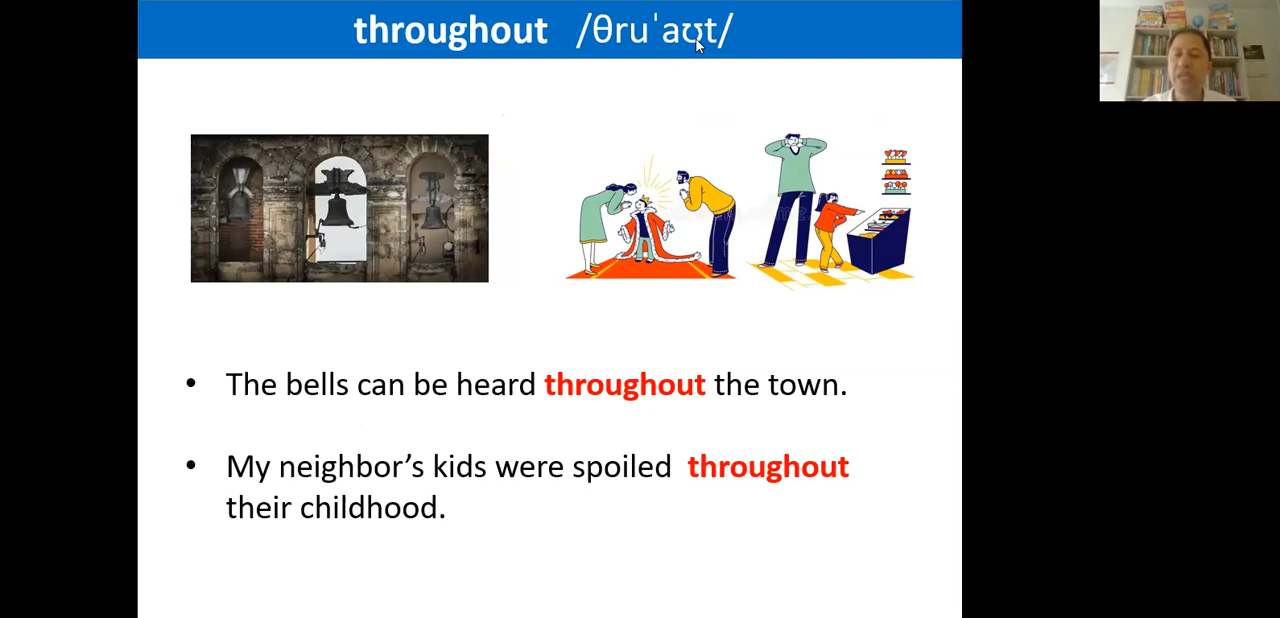 throughout /θruˈaʊt/
• The bells can be heard throughout the town.
• My neighbor’s kids were spoiled throughout
their childhood.